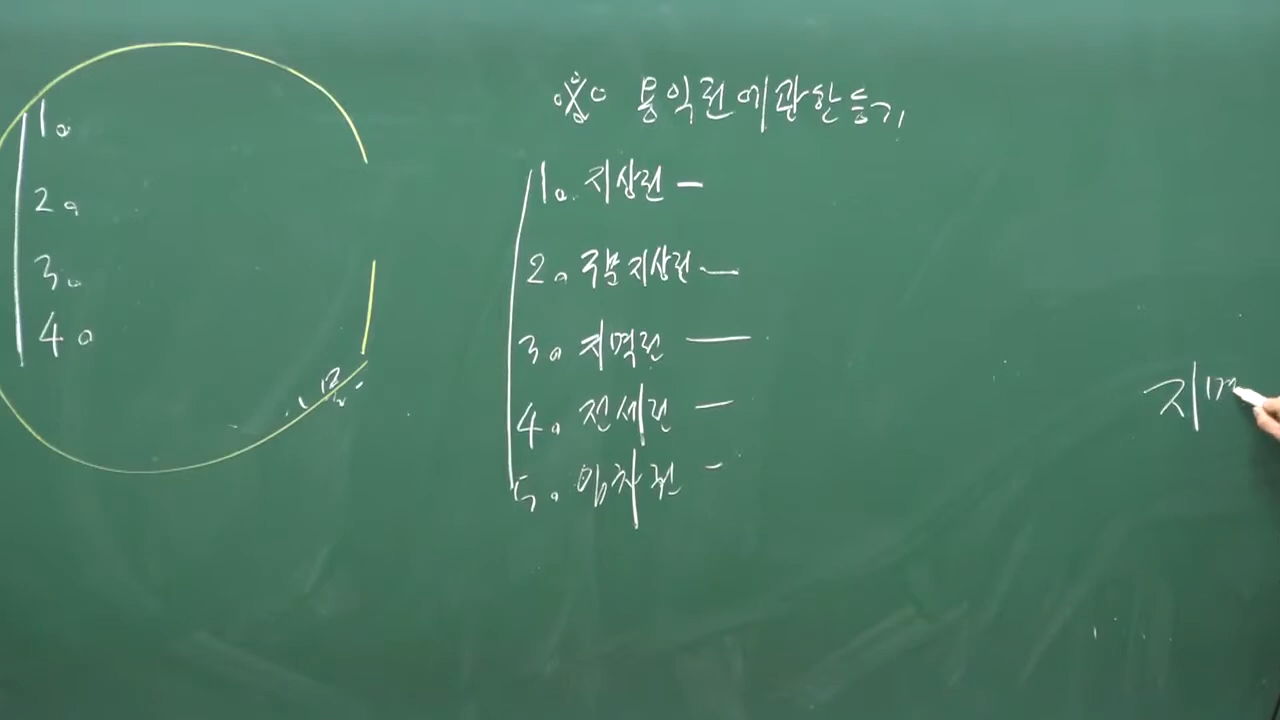 1.
2.
3.
4.
※ 용익권에관한등기
1. 지상권 ㅡ
2. 구분지상권 ㅡ
3. 지역권 ㅡ
4. 전세권 ㅡ
5. 임차권 ㅡ
지